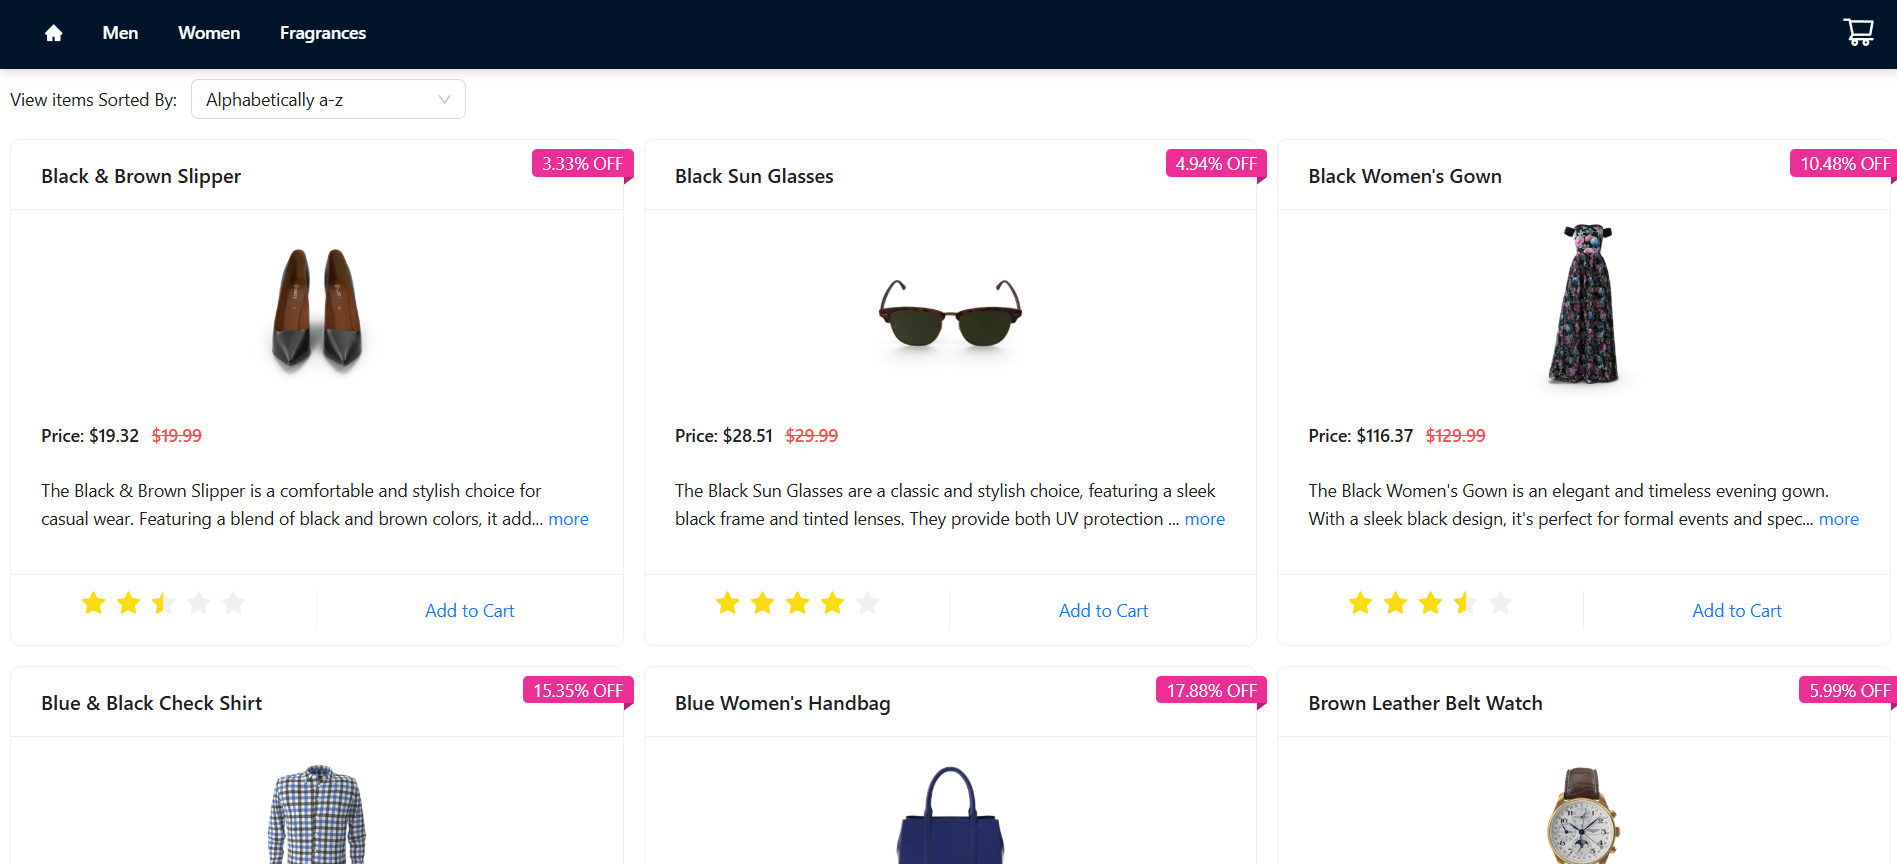 Men Women Fragrances
View items Sorted By: Alphabetically a-z
3.33% OFF
Black & Brown Slipper
Price: $19.32 $19.99
The Black & Brown Slipper is a comfortable and stylish choice for
casual wear. Featuring a blend of black and brown colors, it add... more
Add to Cart
4.94% OFF
Black Sun Glasses
Price: $28.51 $29.99
The Black Sun Glasses are a classic and stylish choice, featuring a sleek
black frame and tinted lenses. They provide both UV protection ... more
Add to Cart
10.48% OFF
Black Women's Gown
Price: $116.37 $129.99
The Black Women's Gown is an elegant and timeless evening gown.
With a sleek black design, it's perfect for formal events and spec... more
Add to Cart
15.35% OFF
Blue & Black Check Shirt
17.88% OFF
Blue Women's Handbag
5.99% OFF
Brown Leather Belt Watch